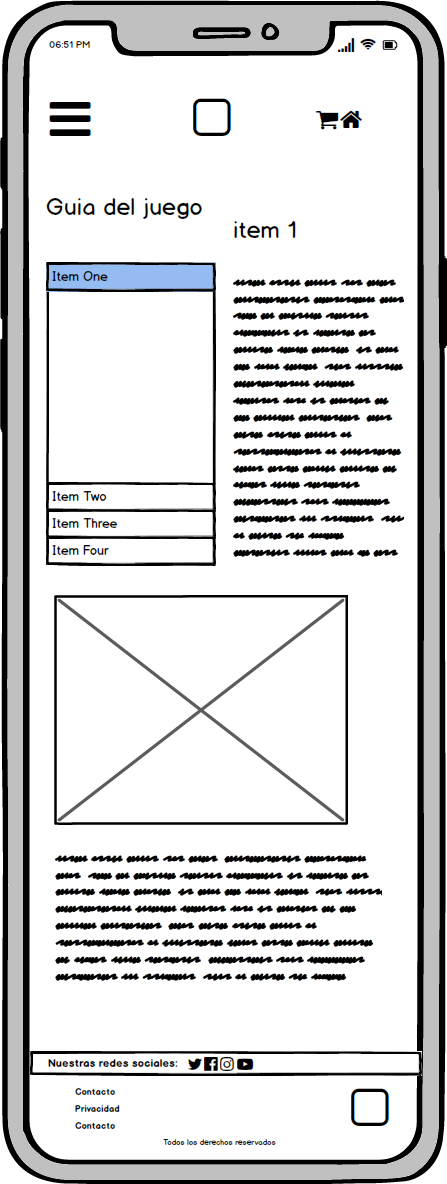 06:51 PM
Guia del juego
item 1
Item One
Item Two
Item Three
Item Four
Nuestras redes sociales:
Contacto
Privacidad
Contacto
Todos los derechos reservados